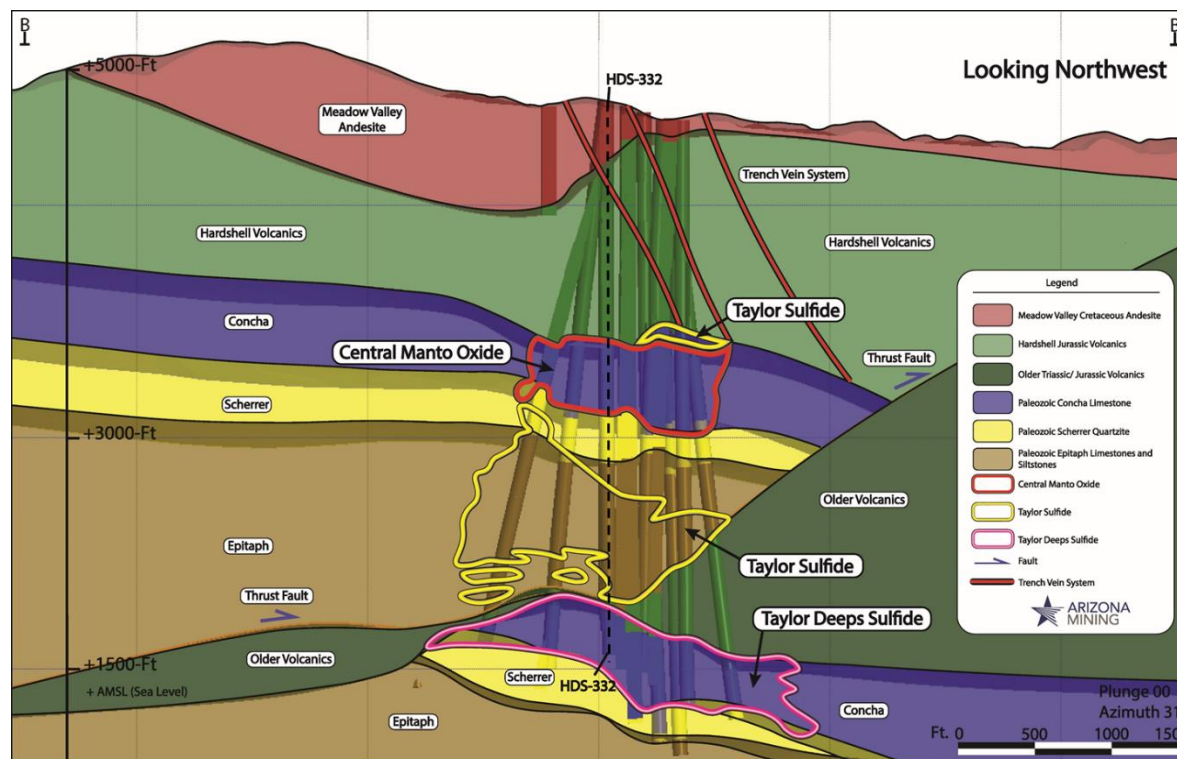 B
B
+5000-Ft
HDS-332
Looking Northwest
Meadow Valley
Andesite
Trench Vein System
Hardshell Volcanics
Hardshell Volcanics
Taylor Sulfide
Concha
Central Manto Oxide
Thrust Fault
Scherrer
+3000-Ft
Older Volcanics
Epitaph
Taylor Sulfide
Thrust Fault
Taylor Deeps Sulfide
Older Volcanics
+1500-Ft
+ AMSL (Sea Level)
Scherrer
HDS-332
Epitaph
Concha
Legend
Meadow Valley Cretaceous Andesite
Hardshell Jurassic Volcanics
Older Triassic/ Jurassic Volcanics
Paleozoic Concha Limestone
Paleozoic Scherrer Quartzite
Paleozoic Epitaph Limestones and
Siltstones
Central Manto Oxide
Taylor Sulfide
Taylor Deeps Sulfide
Fault
Trench Vein System
ARIZONA
MINING
Plunge 00
Azimuth 31
Ft. 0 500 1000 150